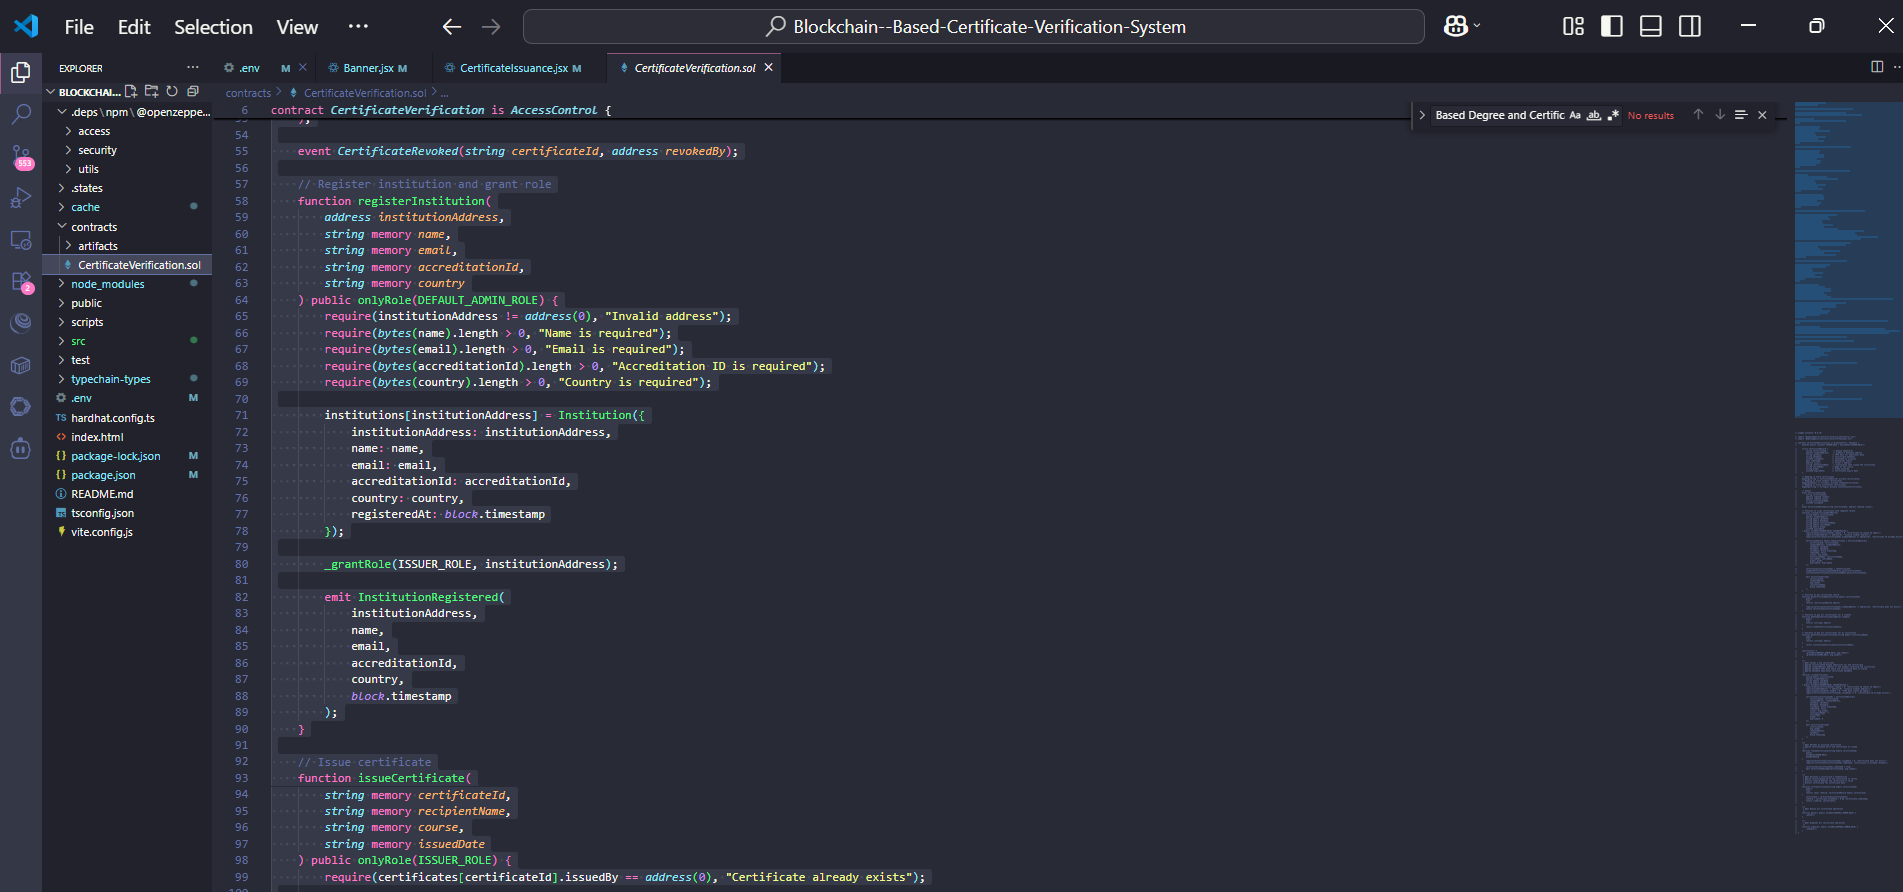 File Edit Selection View ··· Blockchain--Based-Certificate-Verification-System
EXPLORER ···
.env M
Banner.jsx M
CertificateIssuance.jsx M
CertificateVerification.sol
BLOCKCHAI...
contracts > CertificateVerification.sol > ...
.deps\npm\@openzeppe...
access
security
utils
.states
cache
contracts
artifacts
CertificateVerification.sol
node_modules
public
scripts
src
test
typechain-types
.env M
TS hardhat.config.ts
<> index.html
{} package-lock.json M
{} package.json M
README.md
tsconfig.json
vite.config.js
553
2
Based Degree and Certific Aa ab No results
6 contract CertificateVerification is AccessControl {
54
55 event CertificateRevoked(string certificateId, address revokedBy);
56
57 // Register institution and grant role
58 function registerInstitution(
59 address institutionAddress,
60 string memory name,
61 string memory email,
62 string memory accreditationId,
63 string memory country
64 ) public onlyRole(DEFAULT_ADMIN_ROLE) {
65 require(institutionAddress != address(0), "Invalid address");
66 require(bytes(name).length > 0, "Name is required");
67 require(bytes(email).length > 0, "Email is required");
68 require(bytes(accreditationId).length > 0, "Accreditation ID is required");
69 require(bytes(country).length > 0, "Country is required");
70
71 institutions[institutionAddress] = Institution({
72 institutionAddress: institutionAddress,
73 name: name,
74 email: email,
75 accreditationId: accreditationId,
76 country: country,
77 registeredAt: block.timestamp
78 });
79
80 _grantRole(ISSUER_ROLE, institutionAddress);
81
82 emit InstitutionRegistered(
83 institutionAddress,
84 name,
85 email,
86 accreditationId,
87 country,
88 block.timestamp
89 );
90 }
91
92 // Issue certificate
93 function issueCertificate(
94 string memory certificateId,
95 string memory recipientName,
96 string memory course,
97 string memory issuedDate
98 ) public onlyRole(ISSUER_ROLE) {
99 require(certificates[certificateId].issuedBy == address(0), "Certificate already exists");